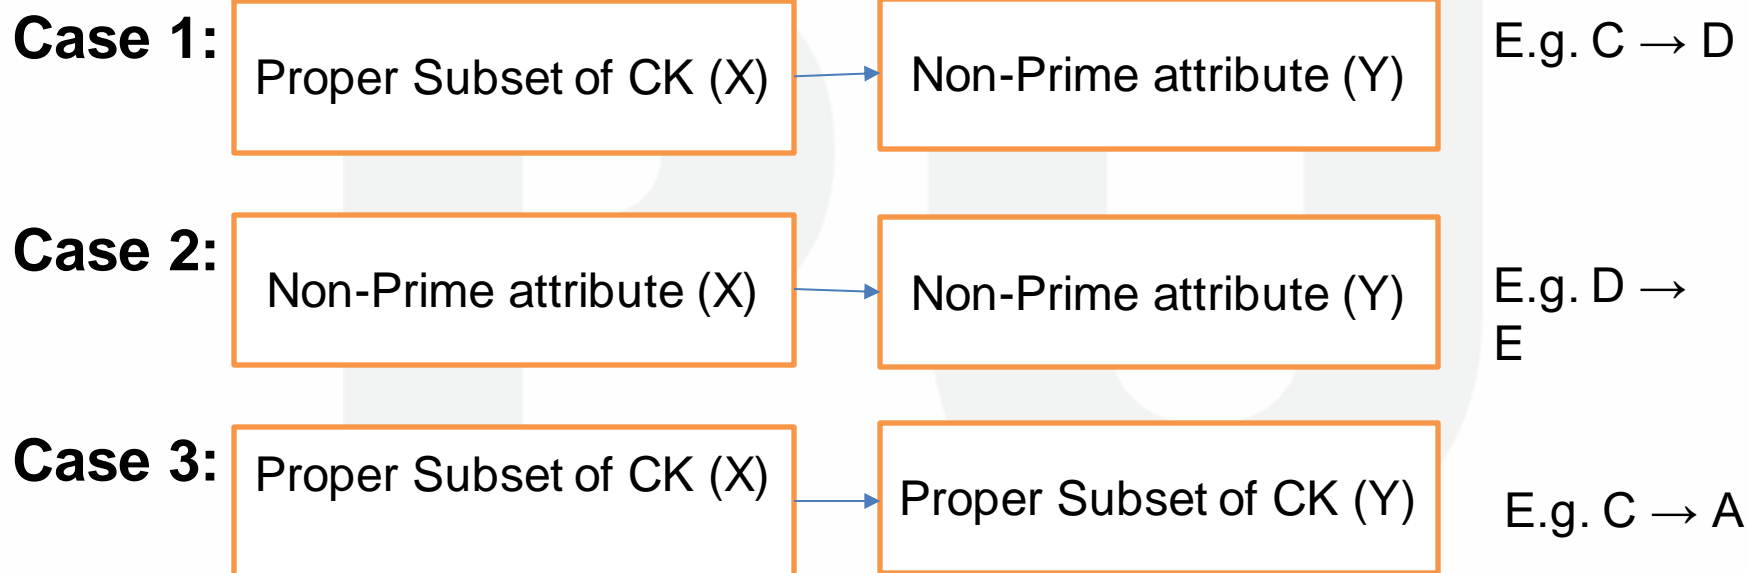 Case 1:
Proper Subset of CK (X)
Non-Prime attribute (Y)
E.g. C → D
Case 2:
Non-Prime attribute (X)
Non-Prime attribute (Y)
E.g. D →
E
Case 3:
Proper Subset of CK (X)
Proper Subset of CK (Y)
E.g. C → A